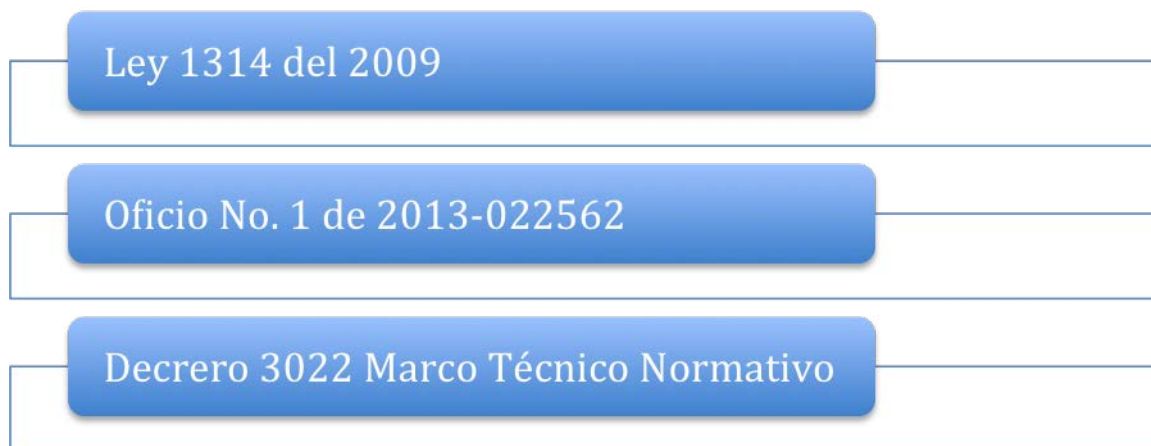 Ley 1314 del 2009
Oficio No. 1 de 2013-022562
Decrero 3022 Marco Técnico Normativo